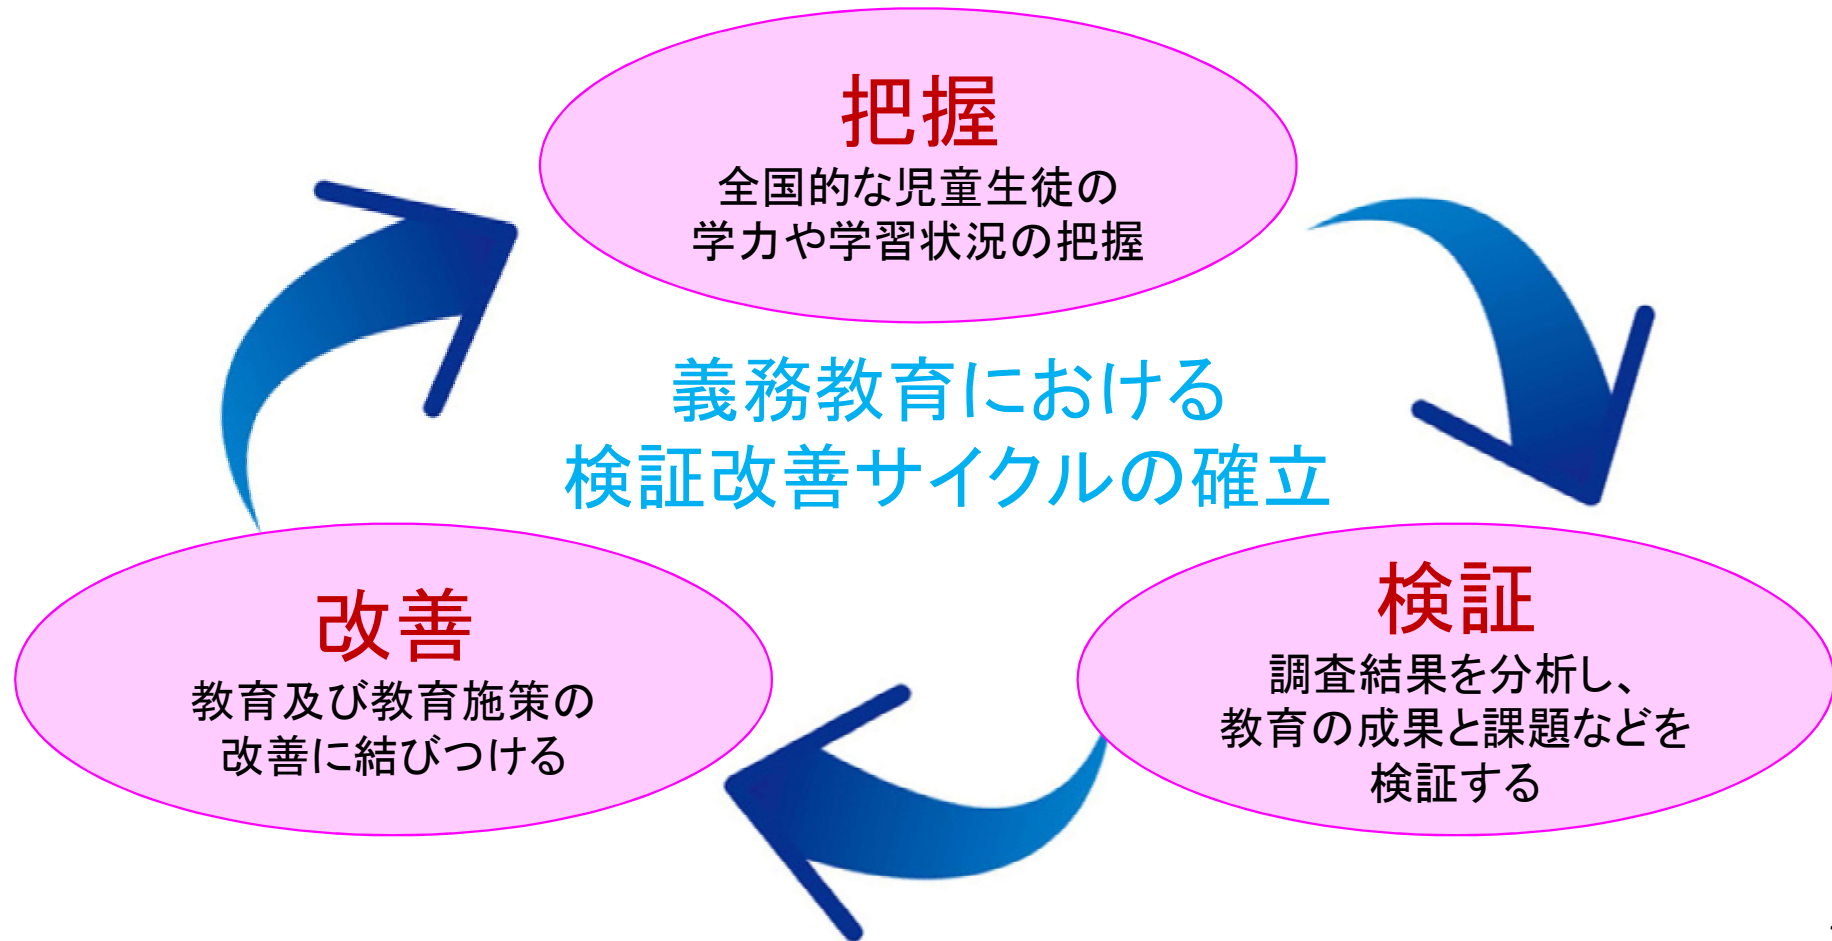 把握
全国的な児童生徒の
学力や学習状況の把握
義務教育における
検証改善サイクルの確立
改善
教育及び教育施策の
改善に結びつける
検証
調査結果を分析し、
教育の成果と課題などを
検証する